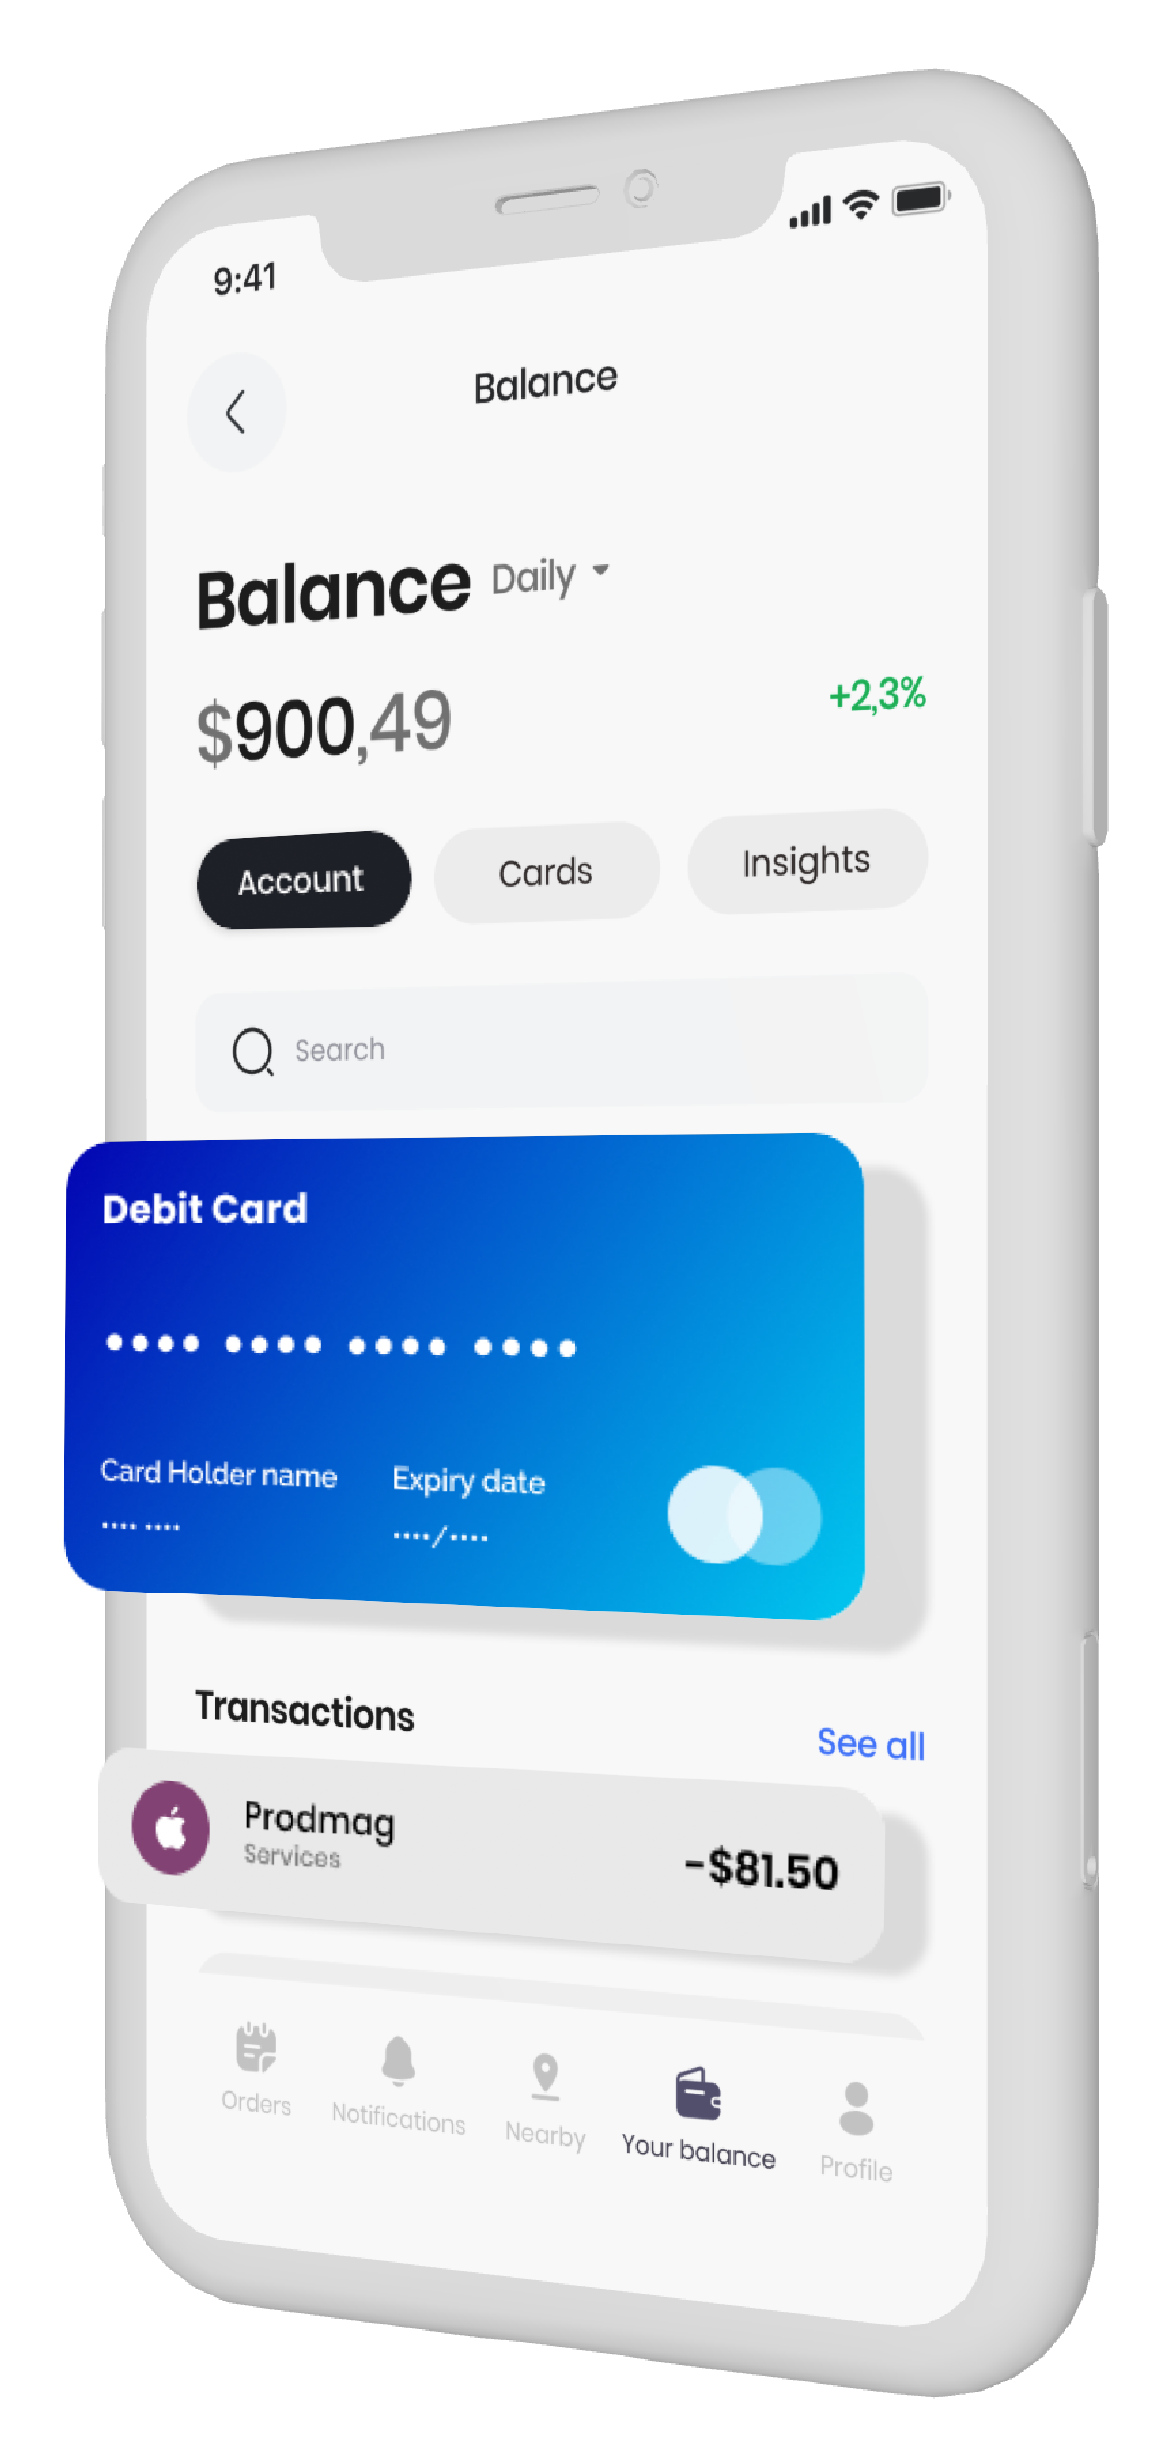 9:41
Balance
Balance Daily
$900,49
+2,3%
Account Cards Insights
Search
Debit Card
•••• •••• •••• ••••
Card Holder name Expiry date
•••• •••• ••••/••••
Transactions
See all
Prodmag
Services
-$81.50
Orders Notifications Nearby Your balance Profile